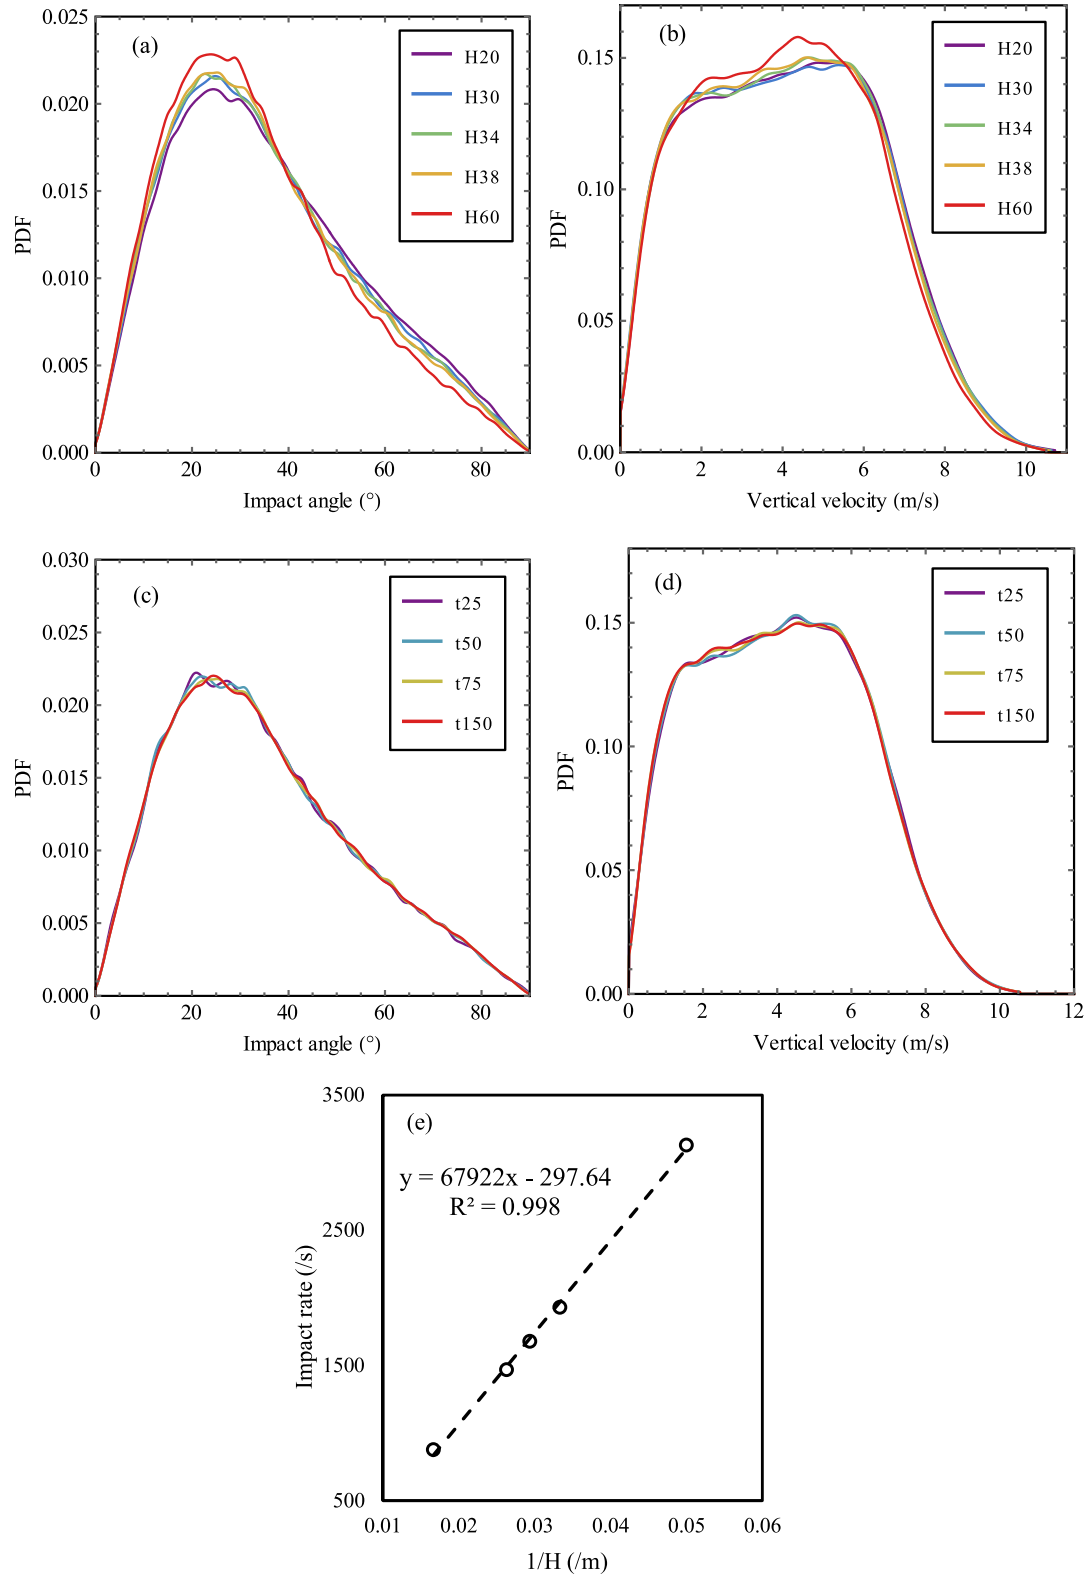 (a)
H20
H30
H34
H38
H60
PDF
0.025
0.020
0.015
0.010
0.005
0.000
0 20 40 60 80
Impact angle (°)
(b)
H20
H30
H34
H38
H60
PDF
0.15
0.10
0.05
0.00
0 2 4 6 8 10
Vertical velocity (m/s)
(c)
t25
t50
t75
t150
PDF
0.030
0.025
0.020
0.015
0.010
0.005
0.000
0 20 40 60 80
Impact angle (°)
(d)
t25
t50
t75
t150
PDF
0.15
0.10
0.05
0.00
0 2 4 6 8 10 12
Vertical velocity (m/s)
(e)
y = 67922x - 297.64
R² = 0.998
Impact rate (/s)
3500
2500
1500
500
0.01 0.02 0.03 0.04 0.05 0.06
1/H (/m)